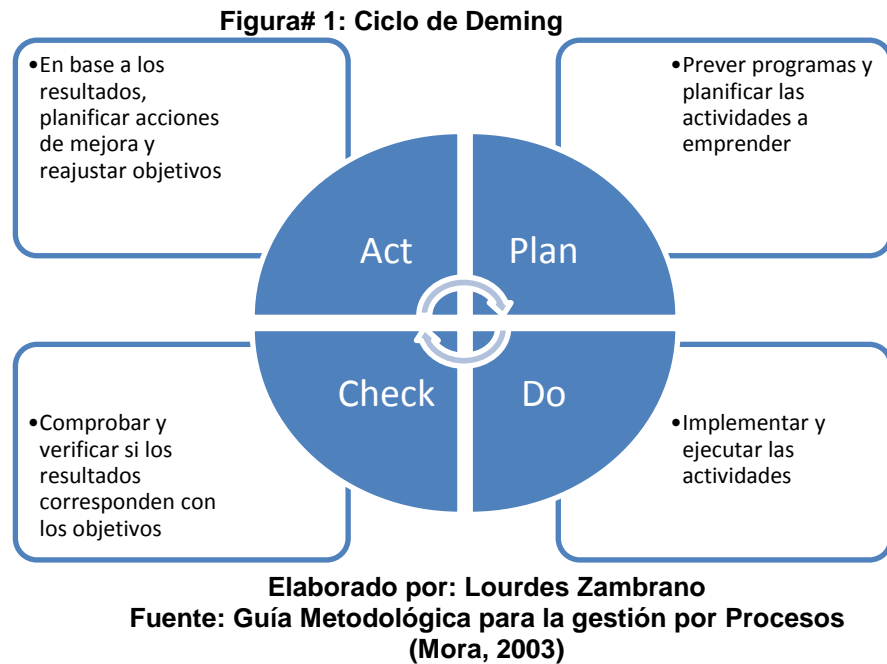 Figura# 1: Ciclo de Deming
•En base a los
resultados,
planificar acciones
de mejora y
reajustar objetivos
•Prever programas y
planificar las
actividades a
emprender
Act
Plan
Check
Do
•Comprobar y
verificar si los
resultados
corresponden con
los objetivos
•Implementar y
ejecutar las
actividades
Elaborado por: Lourdes Zambrano
Fuente: Guía Metodológica para la gestión por Procesos
(Mora, 2003)